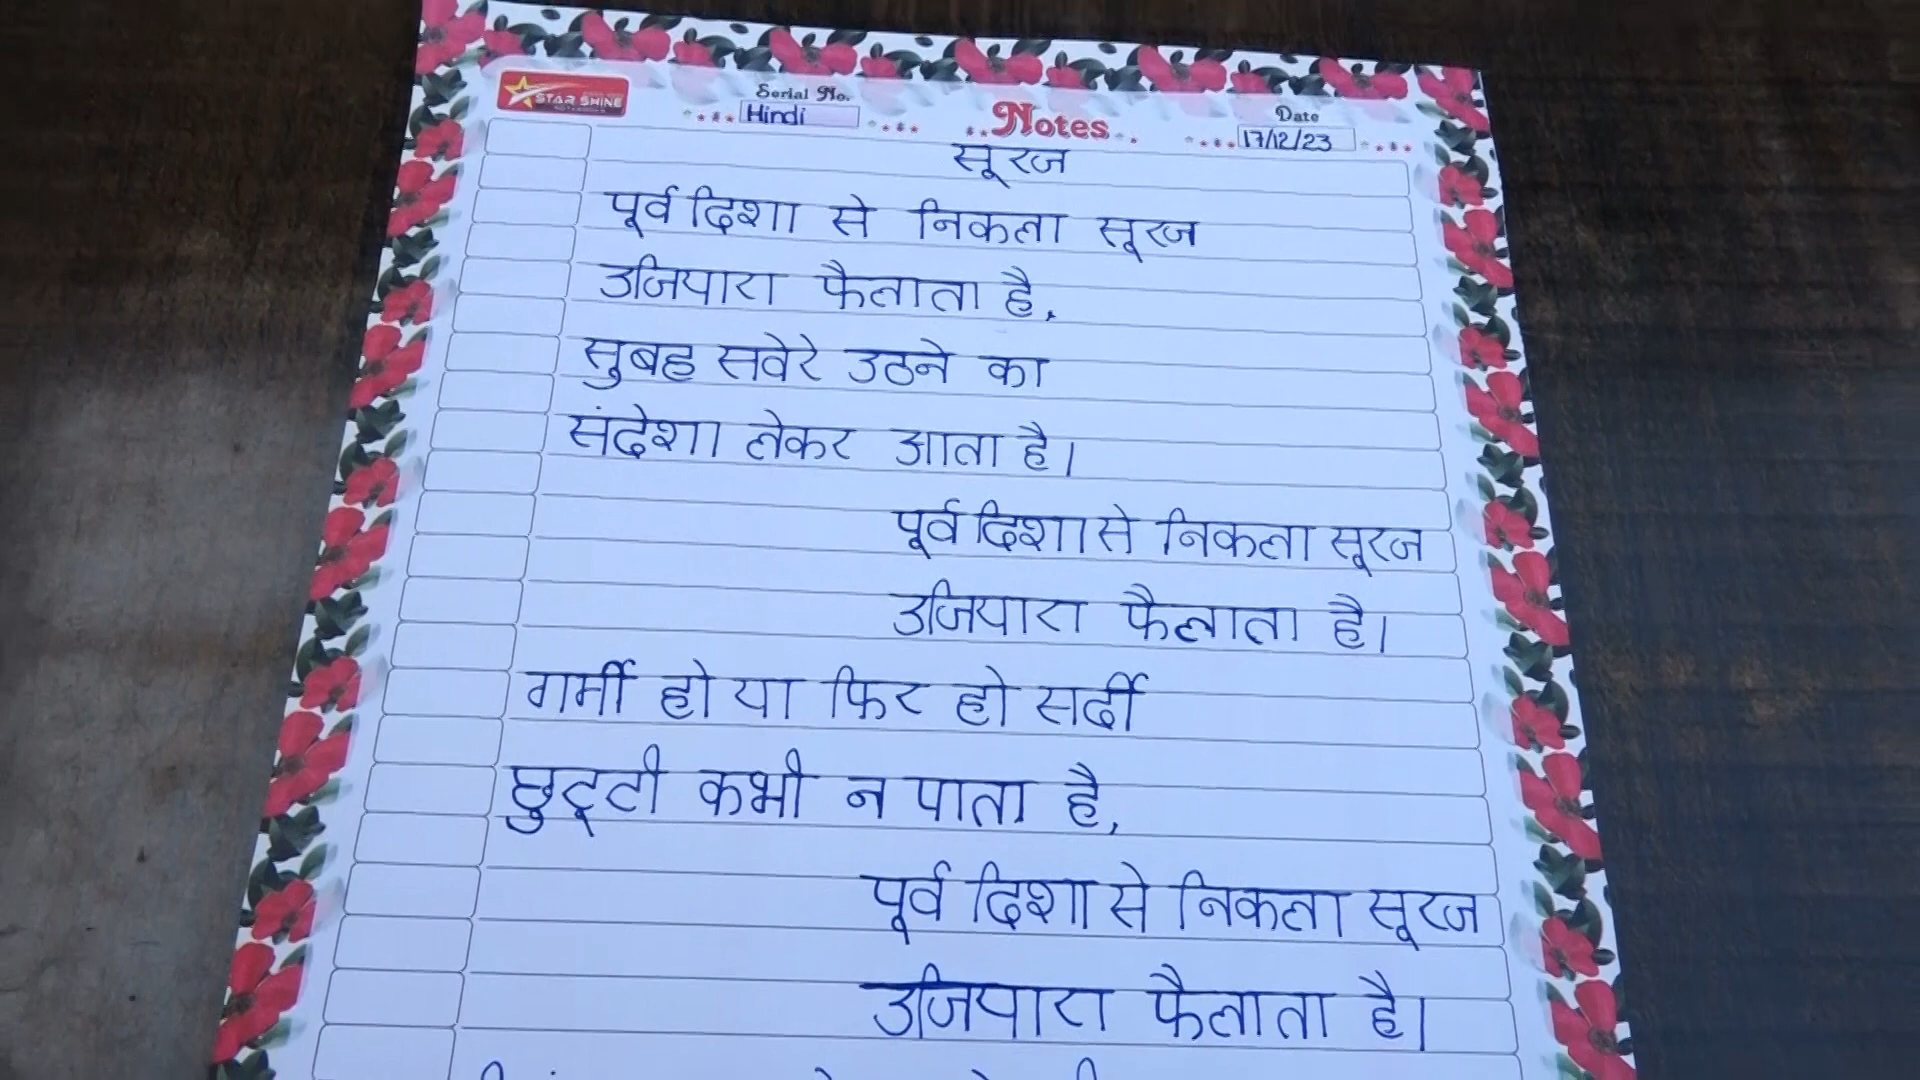 STAR SHINE
Serial No.
Hindi
Notes
Date
17/12/23
सूरज
पूर्व दिशा से निकला सूरज
उजियारा फैलाता है,
सुबह सवेरे उठने का
संदेशा लेकर आता है।
पूर्व दिशा से निकला सूरज
उजियारा फैलाता है।
गर्मी हो या फिर हो सर्दी
छुट्टी कभी न पाता है,
पूर्व दिशा से निकला सूरज
उजियारा फैलाता है।